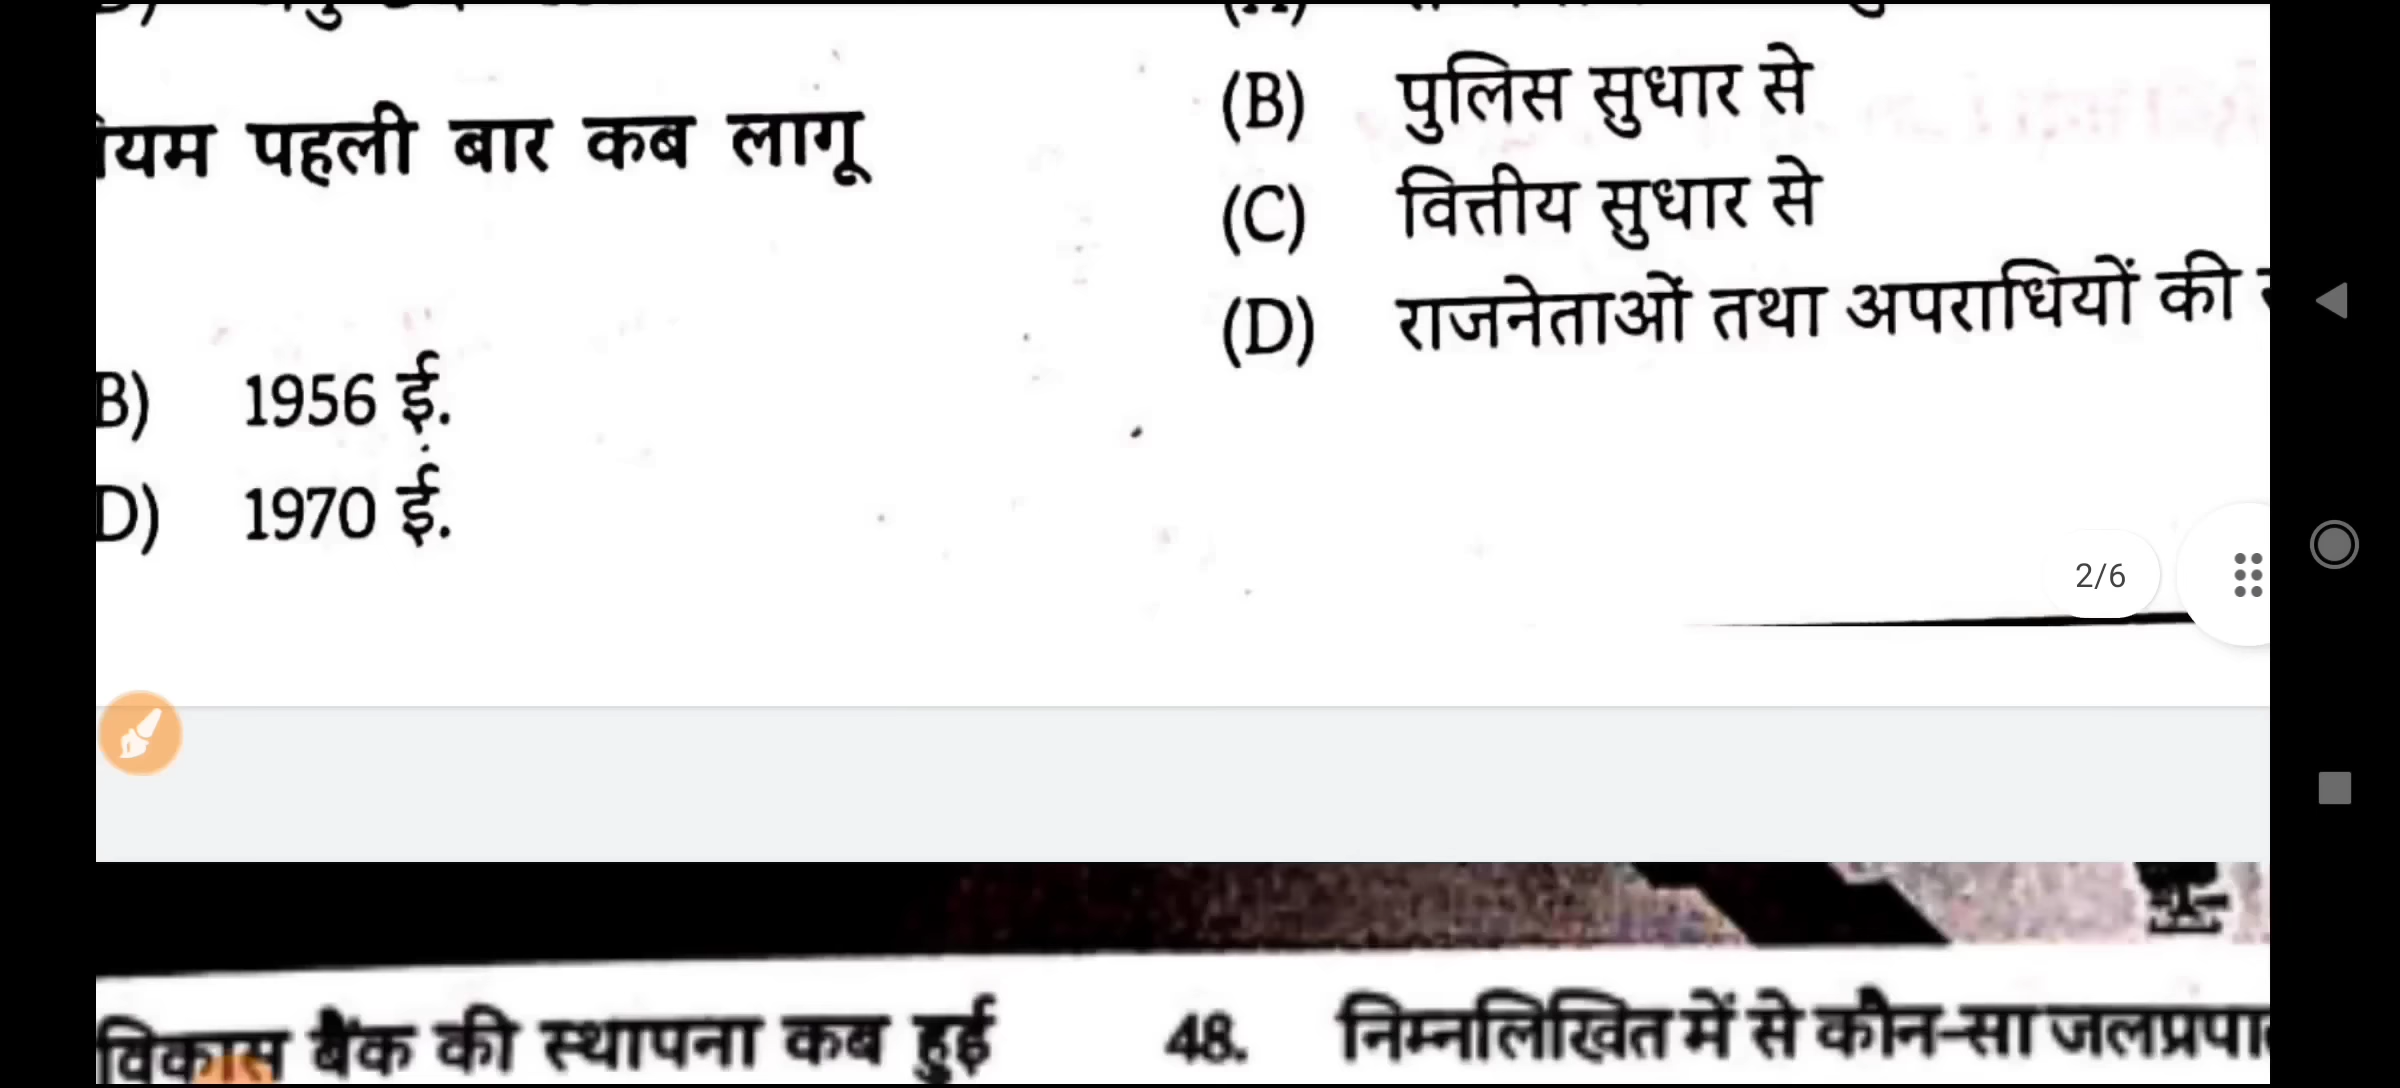 यम पहली बार कब लागू
B) 1956 ई.
D) 1970 ई.
(B) पुलिस सुधार से
(C) वित्तीय सुधार से
(D) राजनेताओं तथा अपराधियों की
2/6
विकास बैंक की स्थापना कब हुई
48. निम्नलिखित में से कौन-सा जलप्रपा